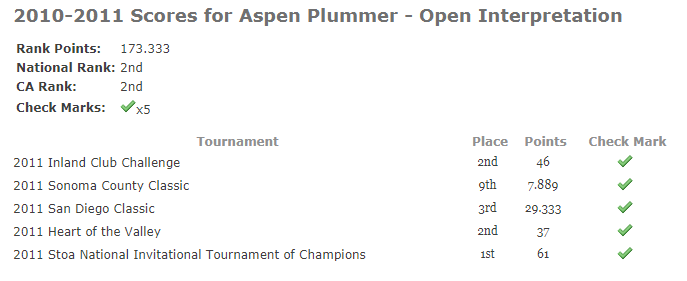 2010-2011 Scores for Aspen Plummer - Open Interpretation
Rank Points: 173.333
National Rank: 2nd
CA Rank: 2nd
Check Marks: x5
Tournament Place Points Check Mark
2011 Inland Club Challenge 2nd 46
2011 Sonoma County Classic 9th 7.889
2011 San Diego Classic 3rd 29.333
2011 Heart of the Valley 2nd 37
2011 Stoa National Invitational Tournament of Champions 1st 61